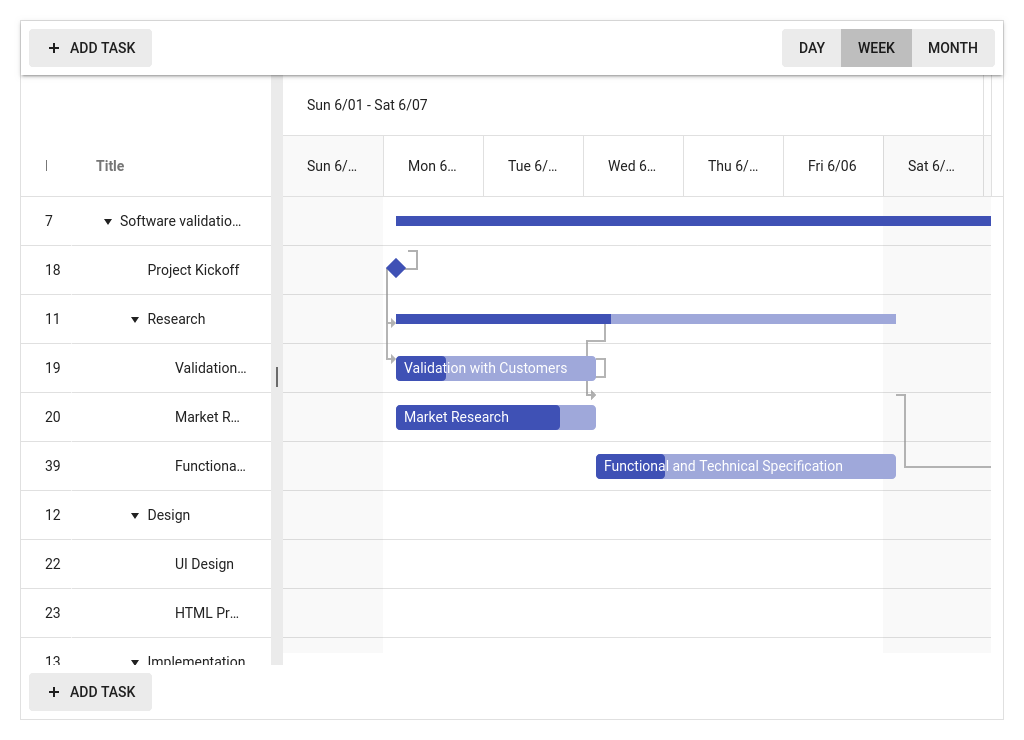 ADD TASK
DAY WEEK MONTH
Sun 6/01 - Sat 6/07
Title
Sun 6/... Mon 6... Tue 6/... Wed 6... Thu 6/... Fri 6/06 Sat 6/...
7 Software validatio...
18 Project Kickoff
11 Research
19 Validation... Validation with Customers
20 Market R... Market Research
39 Functiona... Functional and Technical Specification
12 Design
22 UI Design
23 HTML Pr...
13 Implementation
ADD TASK